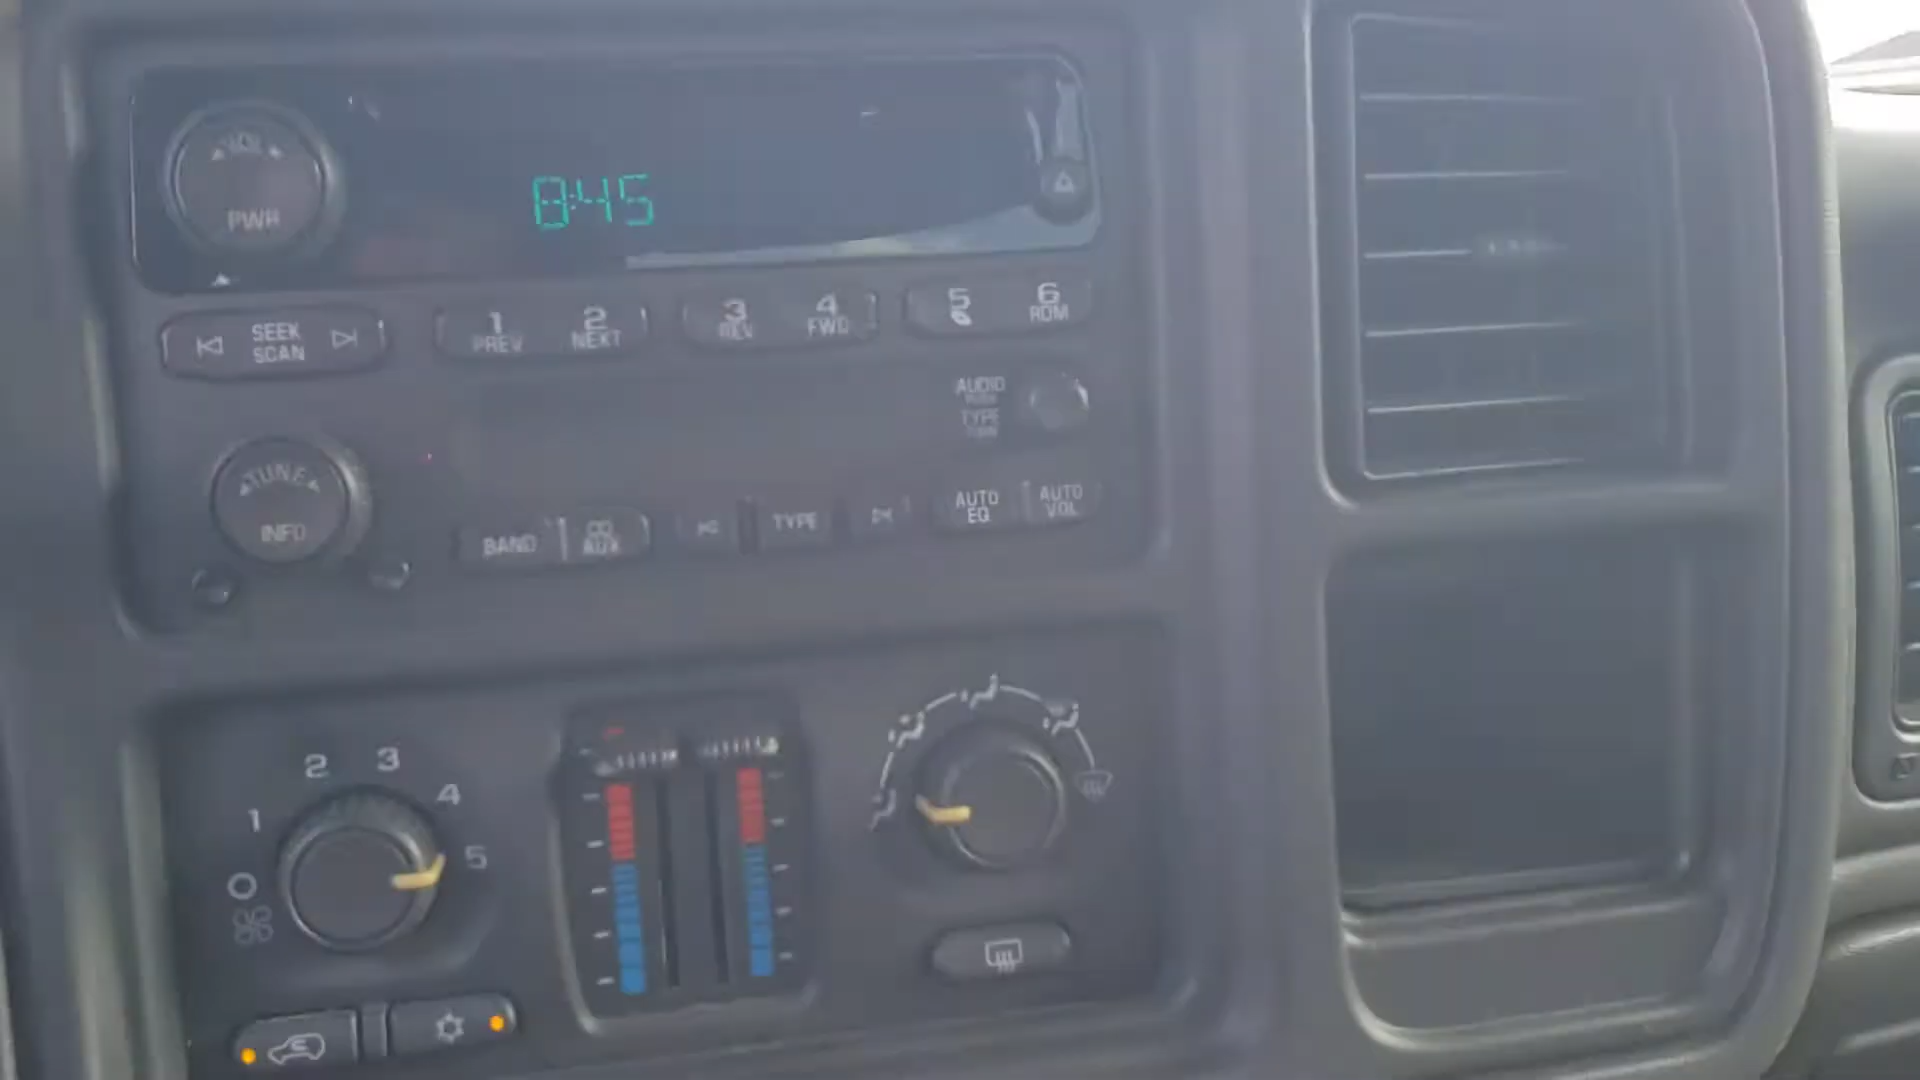 VOL
PWR
8:45
SEEK
SCAN
1
PREV
2
NEXT
3
REV
4
FWD
5
6
RDM
AUDIO
TYPE
TUNE
INFO
BAND
CD
AUX
TYPE
AUTO
EQ
AUTO
VOL
0
1
2
3
4
5